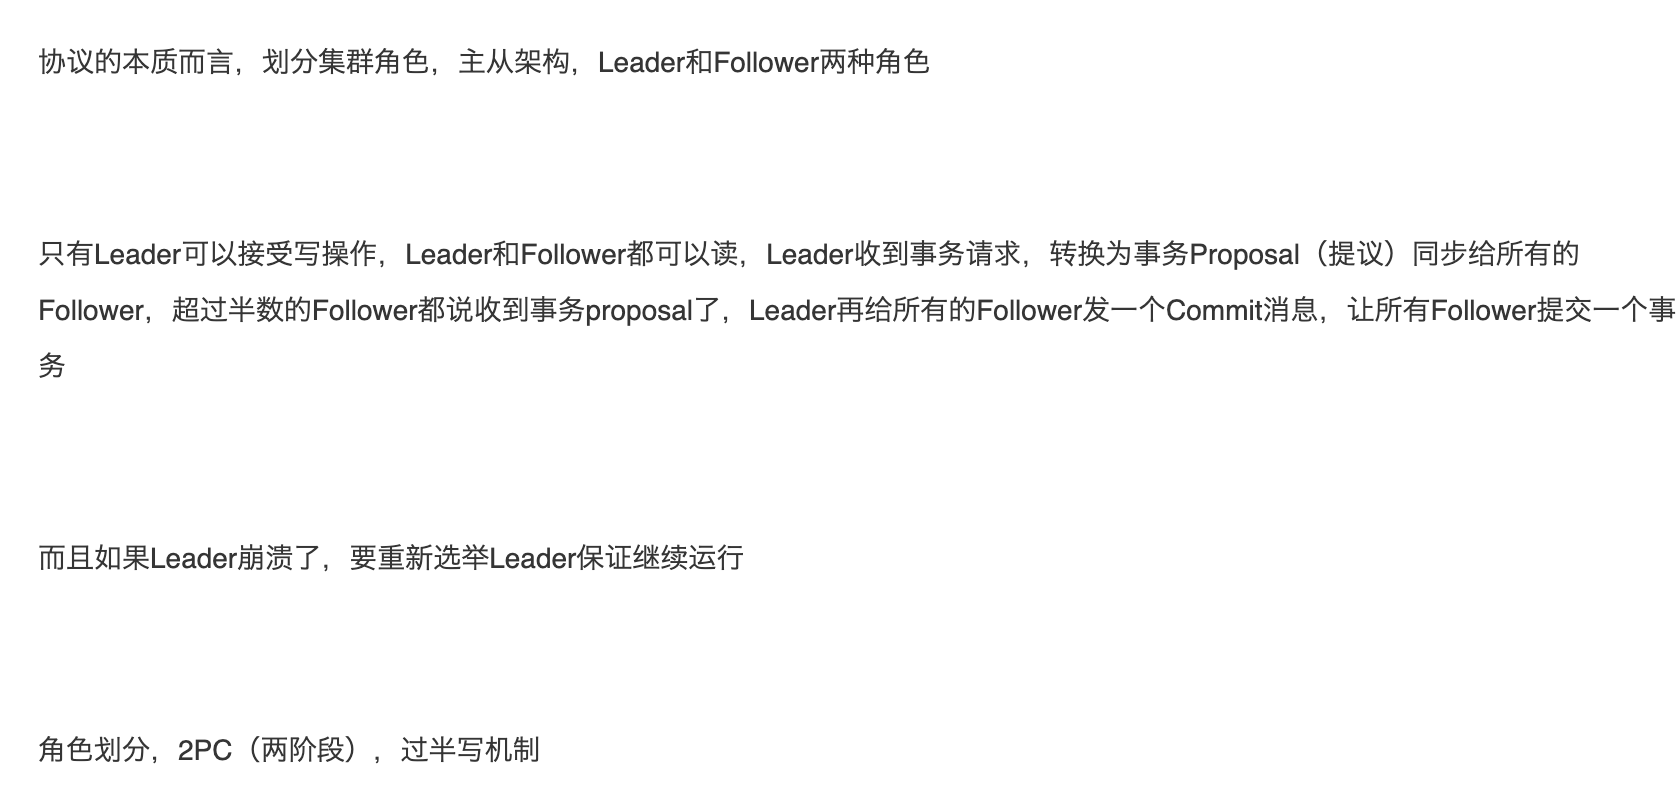 协议的本质而言，划分集群角色，主从架构，Leader和Follower两种角色
只有Leader可以接受写操作，Leader和Follower都可以读，Leader收到事务请求，转换为事务Proposal（提议）同步给所有的
Follower，超过半数的Follower都说收到事务proposal了，Leader再给所有的Follower发一个Commit消息，让所有Follower提交一个事
务
而且如果Leader崩溃了，要重新选举Leader保证继续运行
角色划分，2PC（两阶段），过半写机制